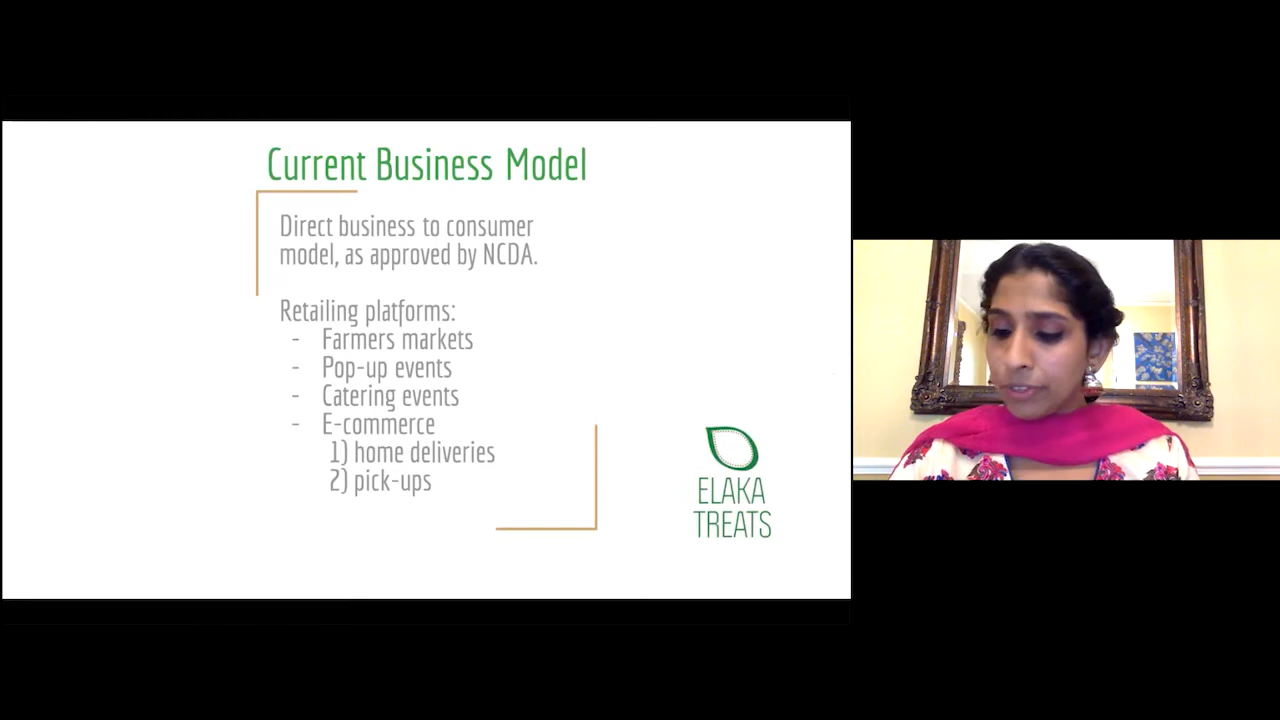 Current Business Model
Direct business to consumer
model, as approved by NCDA.
Retailing platforms:
- Farmers markets
- Pop-up events
- Catering events
- E-commerce
1) home deliveries
2) pick-ups
ELAKA
TREATS